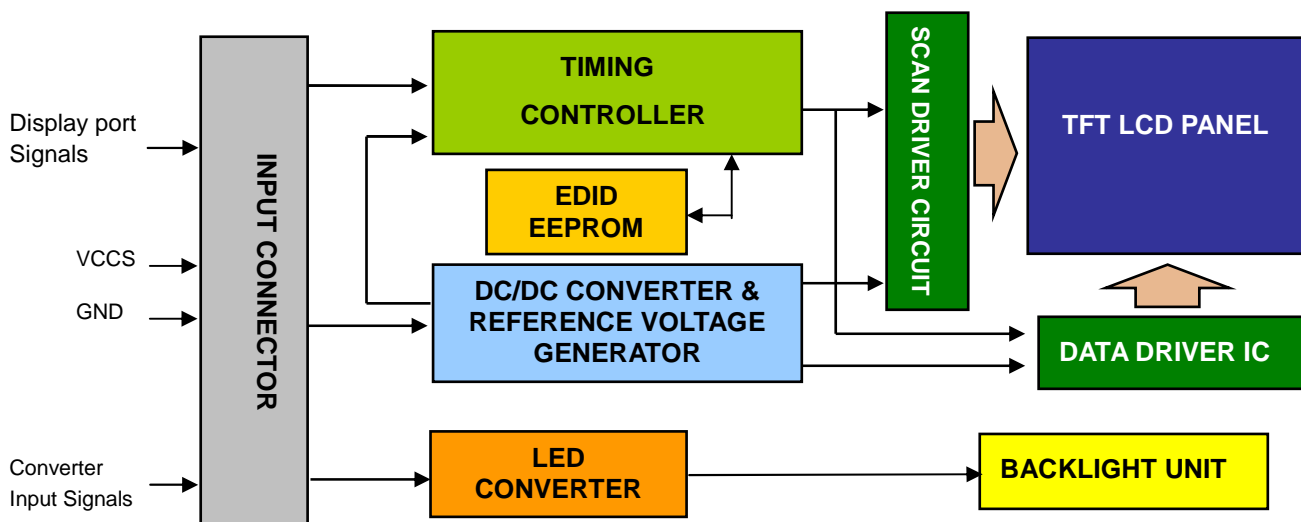 Display port
Signals
VCCS
GND
Converter
Input Signals
INPUT CONNECTOR
TIMING
CONTROLLER
EDID
EEPROM
DC/DC CONVERTER &
REFERENCE VOLTAGE
GENERATOR
LED
CONVERTER
SCAN DRIVER CIRCUIT
TFT LCD PANEL
DATA DRIVER IC
BACKLIGHT UNIT